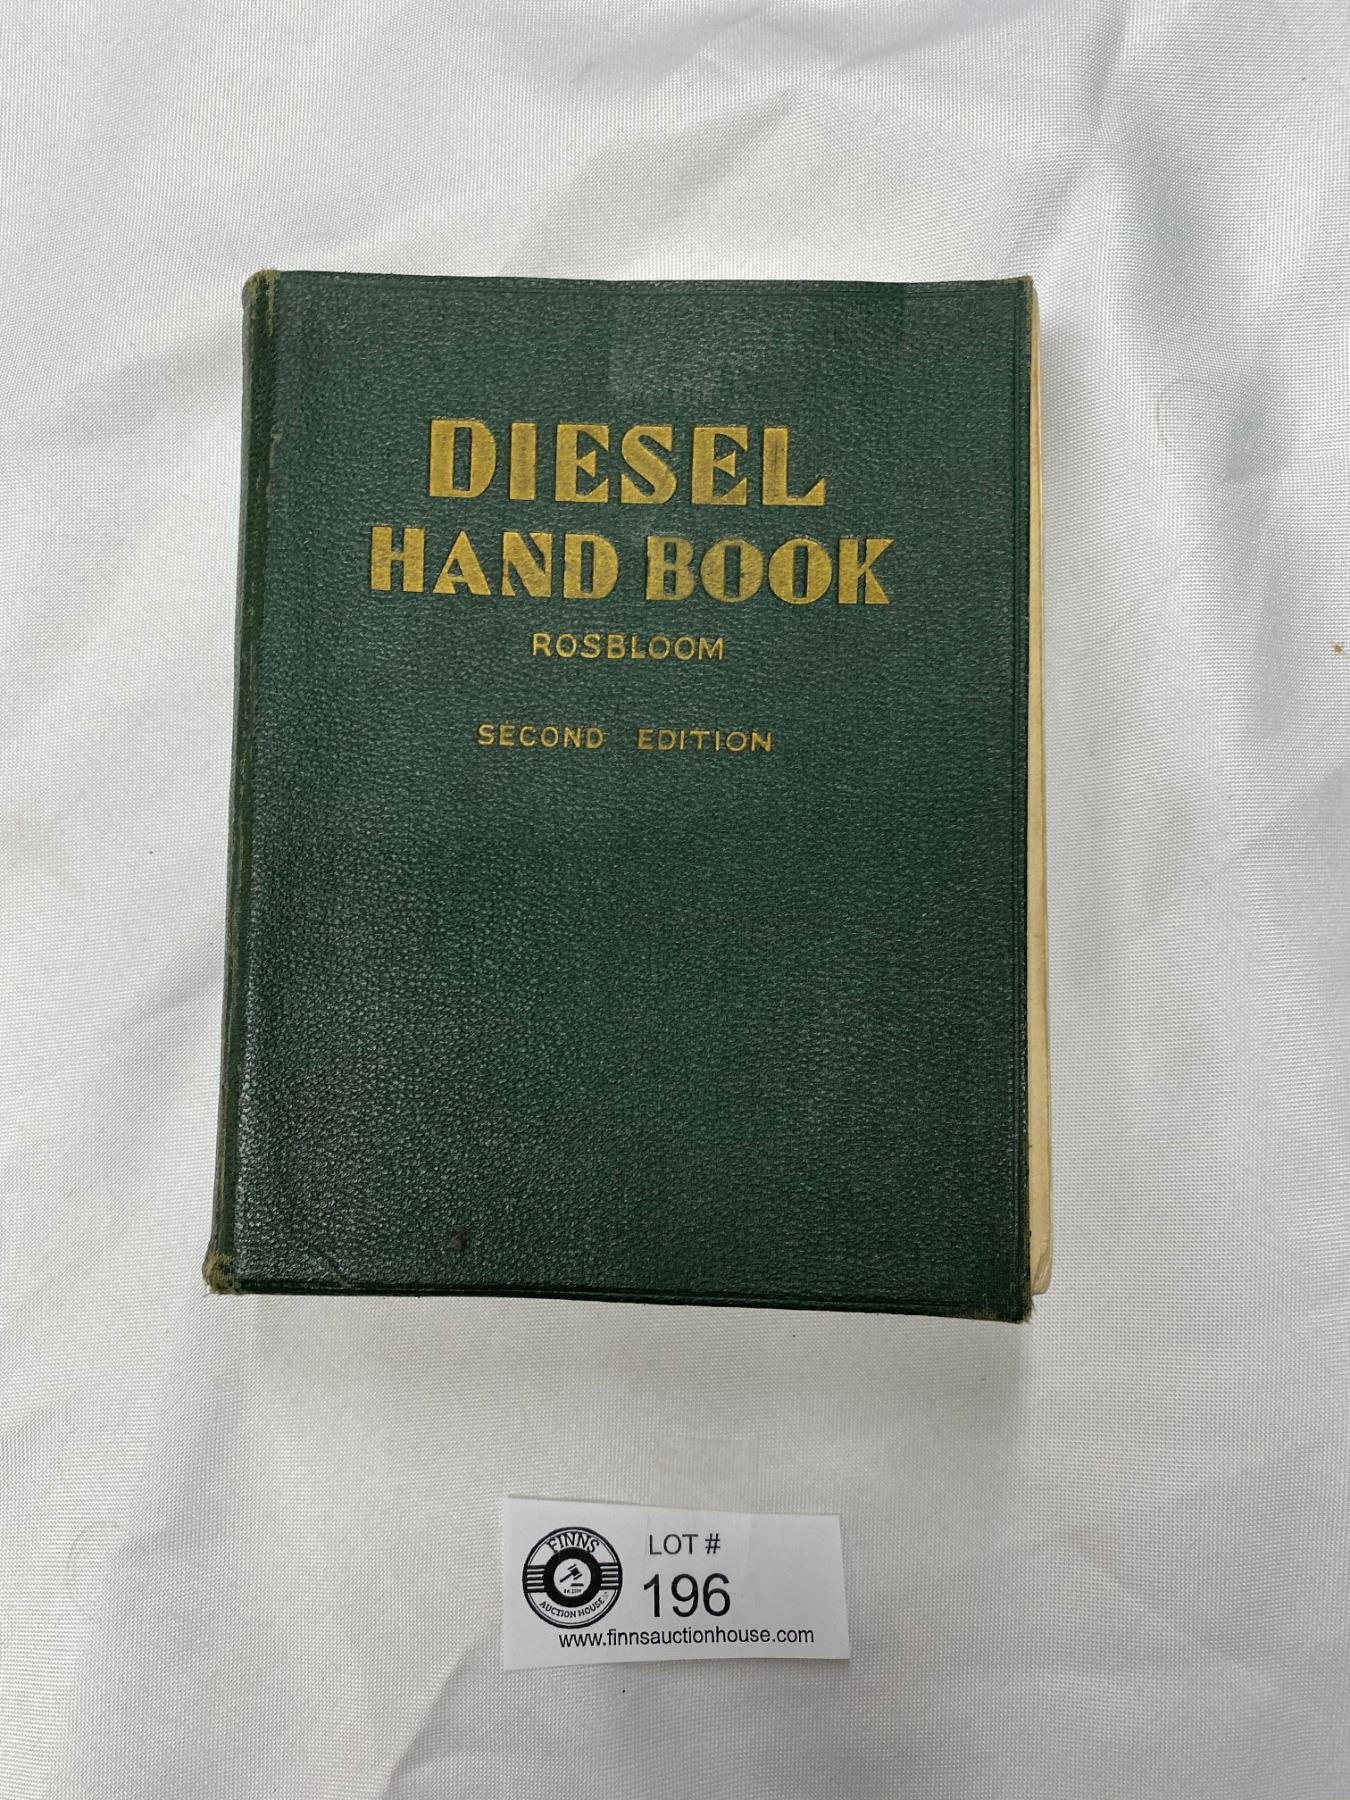 DIESEL
HAND BOOK
ROSBLOOM
SECOND EDITION
FINNS
AUCTION HOUSE
LOT #
196
www.finnsauctionhouse.com